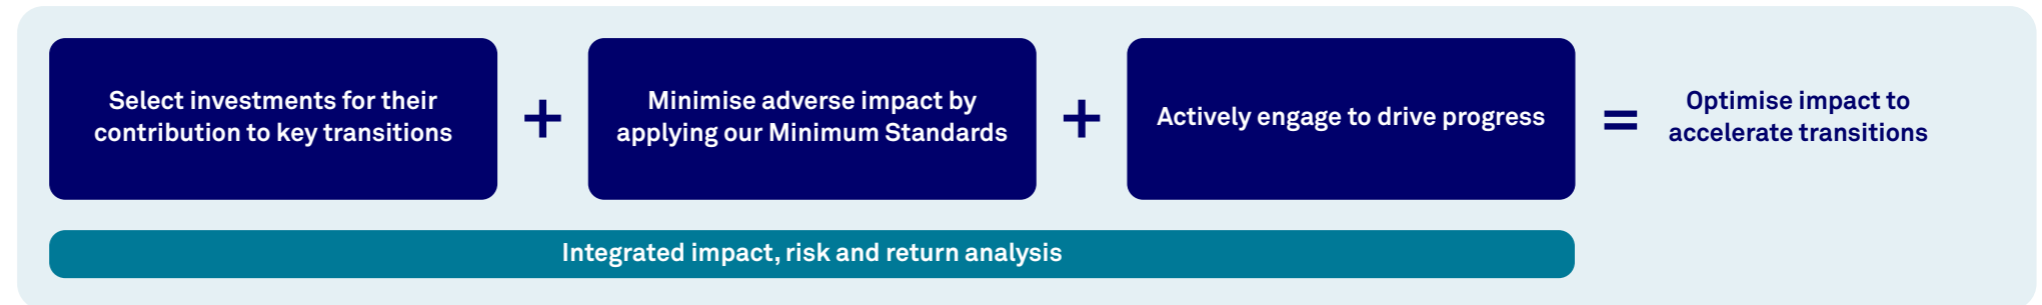 Select investments for their
contribution to key transitions
+
Minimise adverse impact by
applying our Minimum Standards
+
Actively engage to drive progress
=
Optimise impact to
accelerate transitions
Integrated impact, risk and return analysis